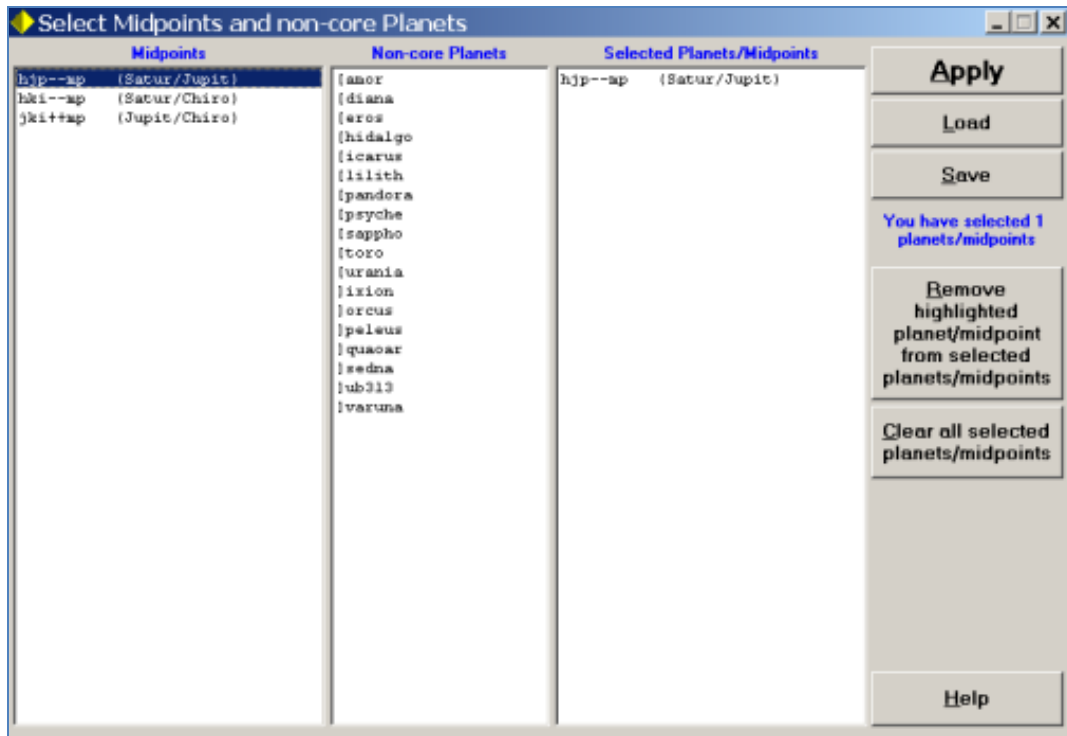 Select Midpoints and non-core Planets
Midpoints
hjp--mp (Satur/Jupit)
hki--mp (Satur/Chiro)
jki++mp (Jupit/Chiro)
Non-core Planets
[amor
[diana
[eros
[hidalgo
[icarus
[lilith
[pandora
[psyche
[sappho
[toro
[urania
]ixion
]orcus
]peleus
]quaoar
]sedna
]ub313
]varuna
Selected Planets/Midpoints
hjp--mp (Satur/Jupit)
Apply
Load
Save
You have selected 1
planets/midpoints
Remove
highlighted
planet/midpoint
from selected
planets/midpoints
Clear all selected
planets/midpoints
Help